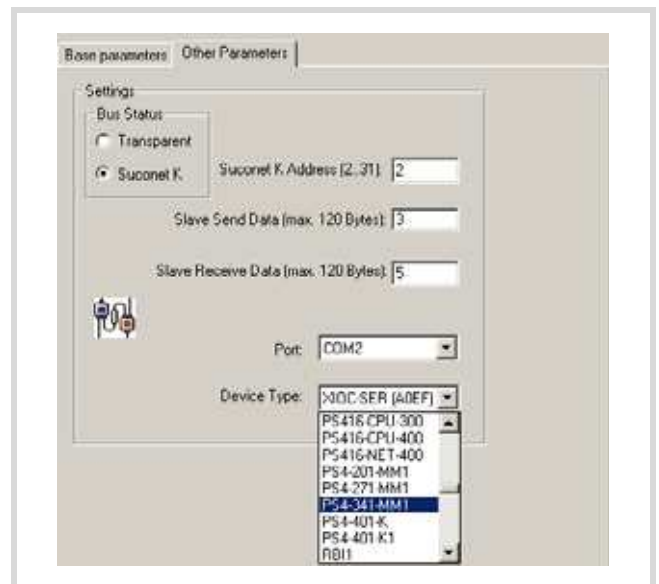 Base parameters Other Parameters
Settings
Bus Status
Transparent
Suconet K
Suconet K Address (2..31): 2
Slave Send Data (max. 120 Bytes): 3
Slave Receive Data (max. 120 Bytes): 5
Port: COM2
Device Type: XIOC-SER (A0EF)
PS416-CPU-300
PS416-CPU-400
PS416-NET-400
PS4-201-MM1
PS4-271-MM1
PS4-341-MM1
PS4-401-K
PS4-401-K1
RBI1